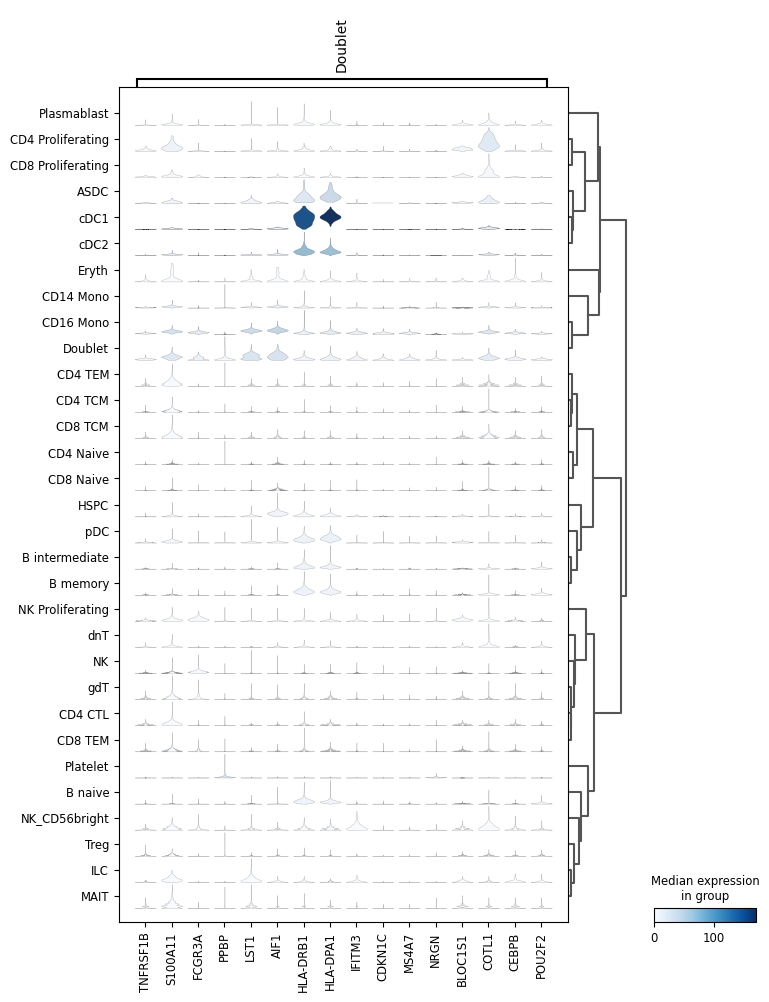 Doublet
Plasmablast
CD4 Proliferating
CD8 Proliferating
ASDC
cDC1
cDC2
Eryth
CD14 Mono
CD16 Mono
Doublet
CD4 TEM
CD4 TCM
CD8 TCM
CD4 Naive
CD8 Naive
HSPC
pDC
B intermediate
B memory
NK Proliferating
dnT
NK
gdT
CD4 CTL
CD8 TEM
Platelet
B naive
NK_CD56bright
Treg
ILC
MAIT
TNFRSF1B
S100A11
FCGR3A
PPBP
LST1
AIF1
HLA-DRB1
HLA-DPA1
IFITM3
CDKN1C
MS4A7
NRGN
BLOC1S1
COTL1
CEBPB
POU2F2
Median expression
in group
0 100